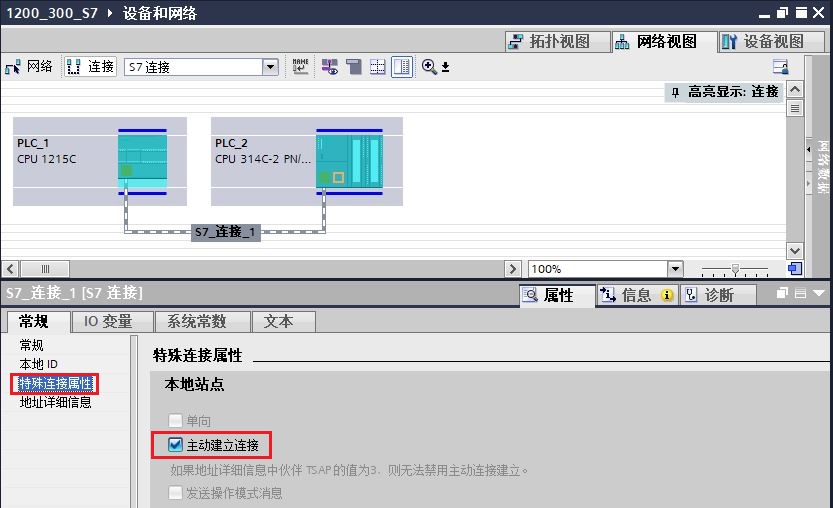 1200_300_S7 ▸ 设备和网络
拓扑视图 网络视图 设备视图
网络 连接 S7 连接
高亮显示: 连接
PLC_1
CPU 1215C
PLC_2
CPU 314C-2 PN/...
S7_连接_1
网络数据
100%
S7_连接_1 [S7 连接]
属性 信息 诊断
常规 IO 变量 系统常数 文本
常规
本地 ID
特殊连接属性
地址详细信息
特殊连接属性
本地站点
单向
主动建立连接
如果地址详细信息中伙伴 TSAP 的值为3，则无法禁用主动连接建立。
发送操作模式消息